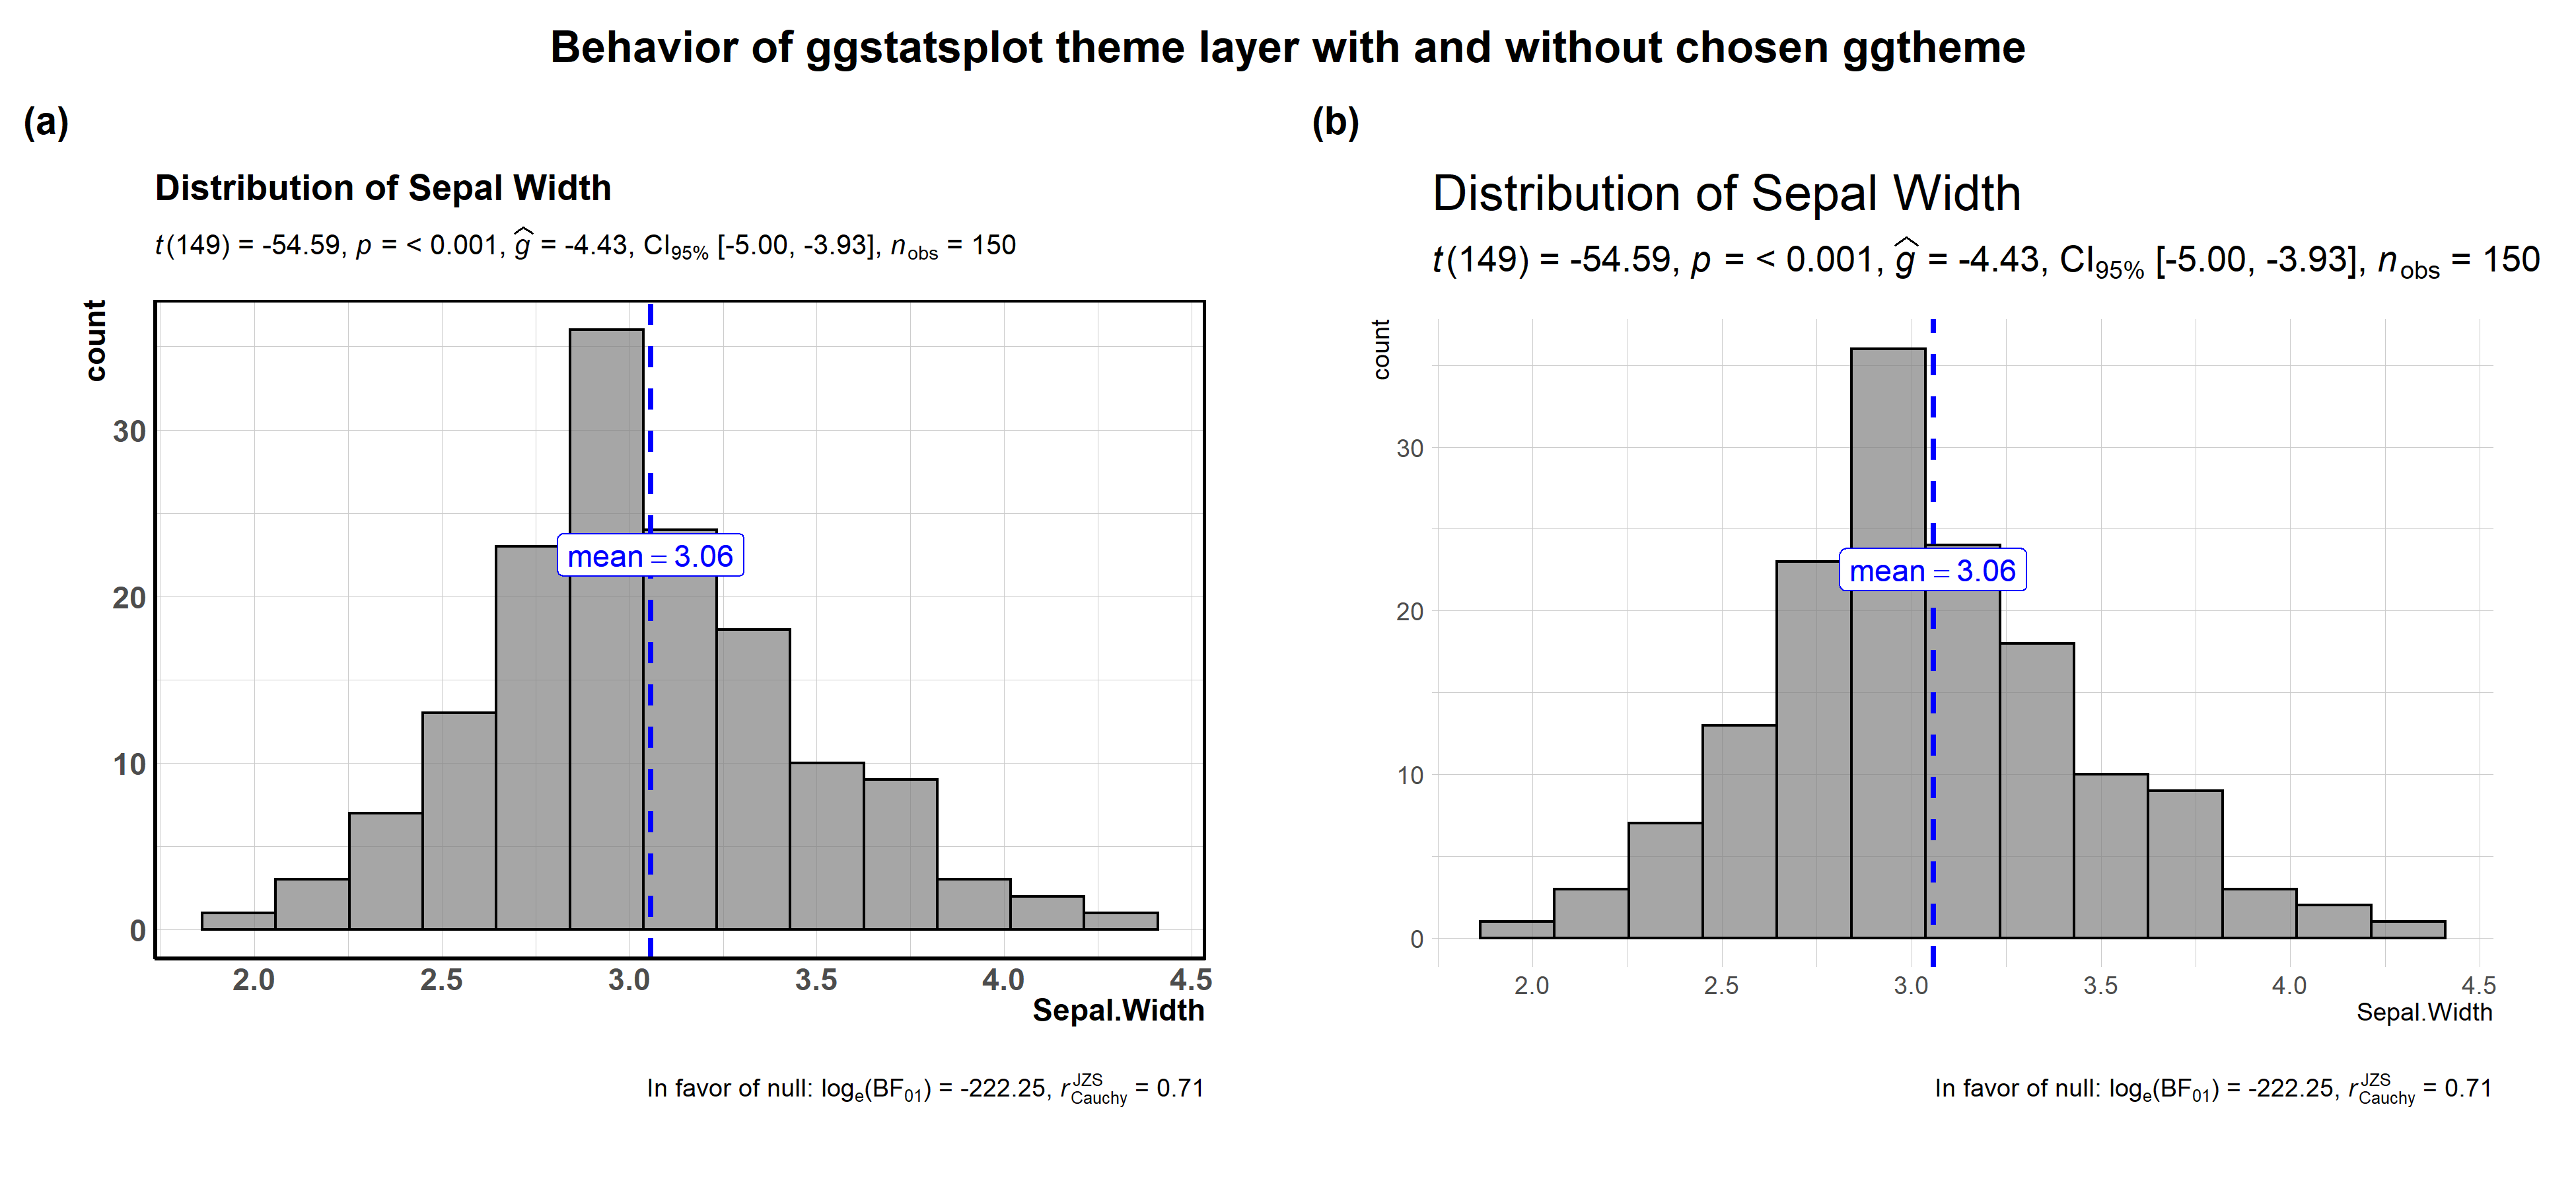 Behavior of ggstatsplot theme layer with and without chosen ggtheme
(a)
Distribution of Sepal Width
t(149) = -54.59, p = < 0.001, ĝ = -4.43, CI95% [-5.00, -3.93], nobs = 150
count
30
20
10
0
mean = 3.06
2.0 2.5 3.0 3.5 4.0 4.5
Sepal.Width
In favor of null: loge(BF01) = -222.25, rJZSCauchy = 0.71
(b)
Distribution of Sepal Width
t(149) = -54.59, p = < 0.001, ĝ = -4.43, CI95% [-5.00, -3.93], nobs = 150
count
30
20
10
0
mean = 3.06
2.0 2.5 3.0 3.5 4.0 4.5
Sepal.Width
In favor of null: loge(BF01) = -222.25, rJZSCauchy = 0.71